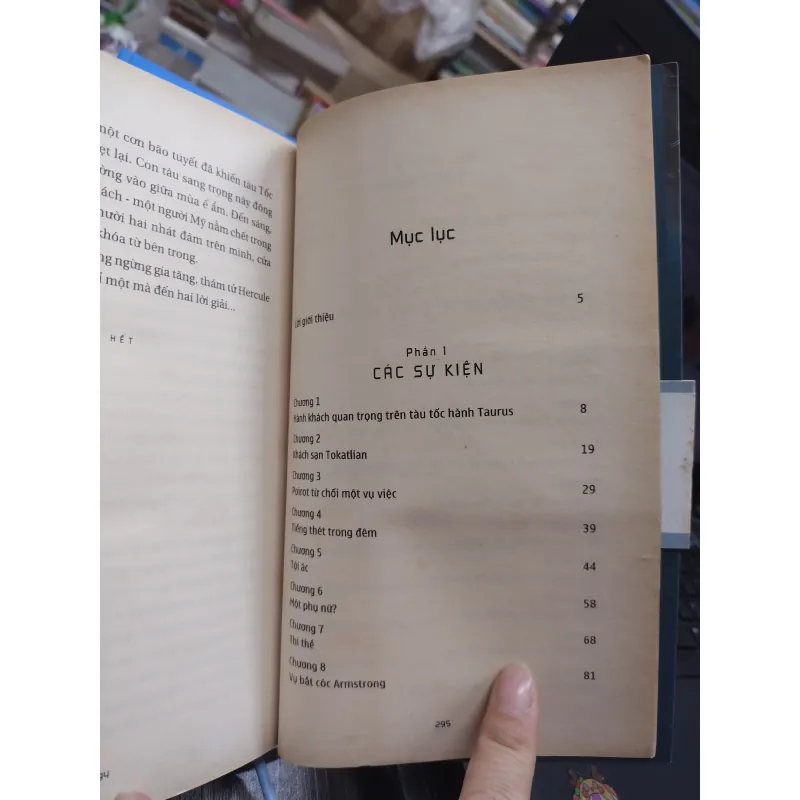 một cơn bão tuyết đã khiến tàu Tốc
ẹt lại. Con tàu sang trọng này đông
ờng vào giữa mùa ế ẩm. Đến sáng,
ách - một người Mỹ nằm chết trong
mười hai nhát đâm trên mình, cửa
khóa từ bên trong.
ng ngừng gia tăng, thám tử Hercule
ỉ một mà đến hai lời giải...
HẾT
Mục lục
Lời giới thiệu 5
Phần 1
CÁC SỰ KIỆN
Chương 1
Hành khách quan trọng trên tàu tốc hành Taurus 8
Chương 2
Khách sạn Tokatlian 19
Chương 3
Poirot từ chối một vụ việc 29
Chương 4
Tiếng thét trong đêm 39
Chương 5
Tội ác 44
Chương 6
Một phụ nữ? 58
Chương 7
Thi thể 68
Chương 8
Vụ bắt cóc Armstrong 81
295